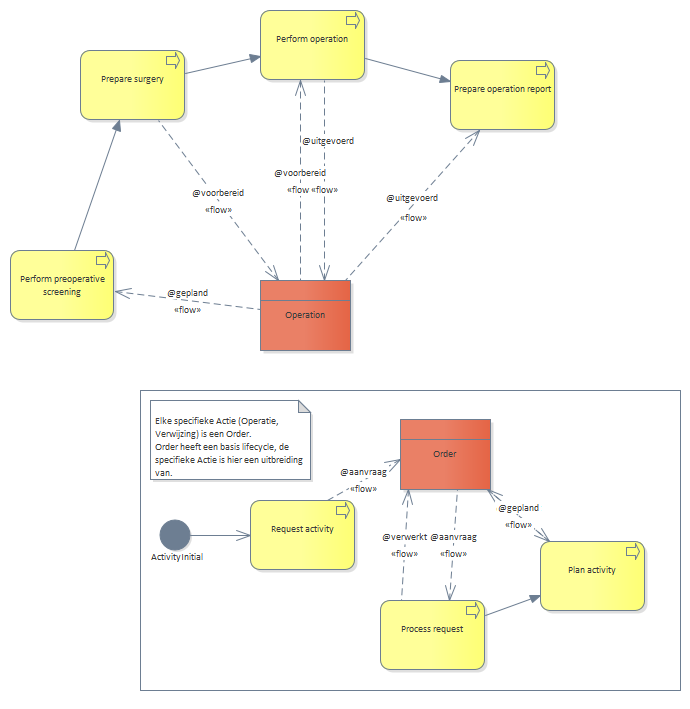 Perform operation
Prepare surgery
Prepare operation report
@uitgevoerd
@voorbereid
«flow» «flow»
@voorbereid
«flow»
@uitgevoerd
«flow»
Perform preoperative
screening
@gepland
«flow»
Operation
Elke specifieke Actie (Operatie,
Verwijzing) is een Order.
Order heeft een basis lifecycle, de
specifieke Actie is hier een uitbreiding
van.
Order
@aanvraag
«flow»
@gepland
«flow»
Request activity
ActivityInitial
@verwerkt @aanvraag
«flow» «flow»
Plan activity
Process request